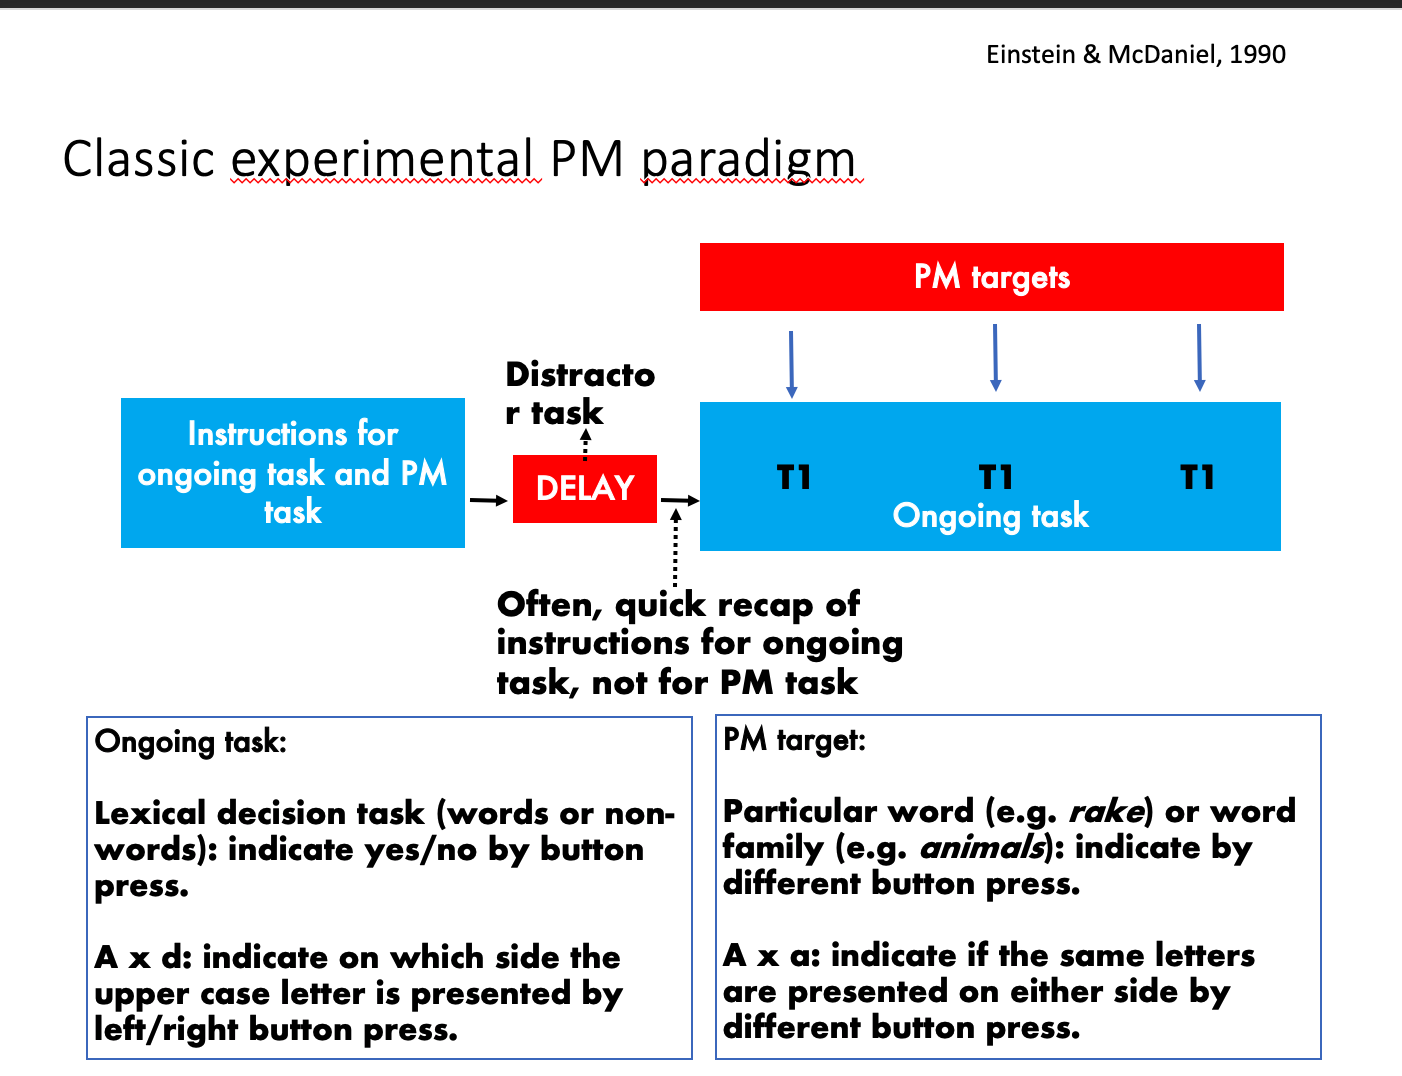 Einstein & McDaniel, 1990
Classic experimental PM paradigm
PM targets
Distracto
r task
Instructions for
ongoing task and PM
task
DELAY
T1 T1 T1
Ongoing task
Often, quick recap of
instructions for ongoing
task, not for PM task
Ongoing task:
Lexical decision task (words or non-
words): indicate yes/no by button
press.
A x d: indicate on which side the
upper case letter is presented by
left/right button press.
PM target:
Particular word (e.g. rake) or word
family (e.g. animals): indicate by
different button press.
A x a: indicate if the same letters
are presented on either side by
different button press.